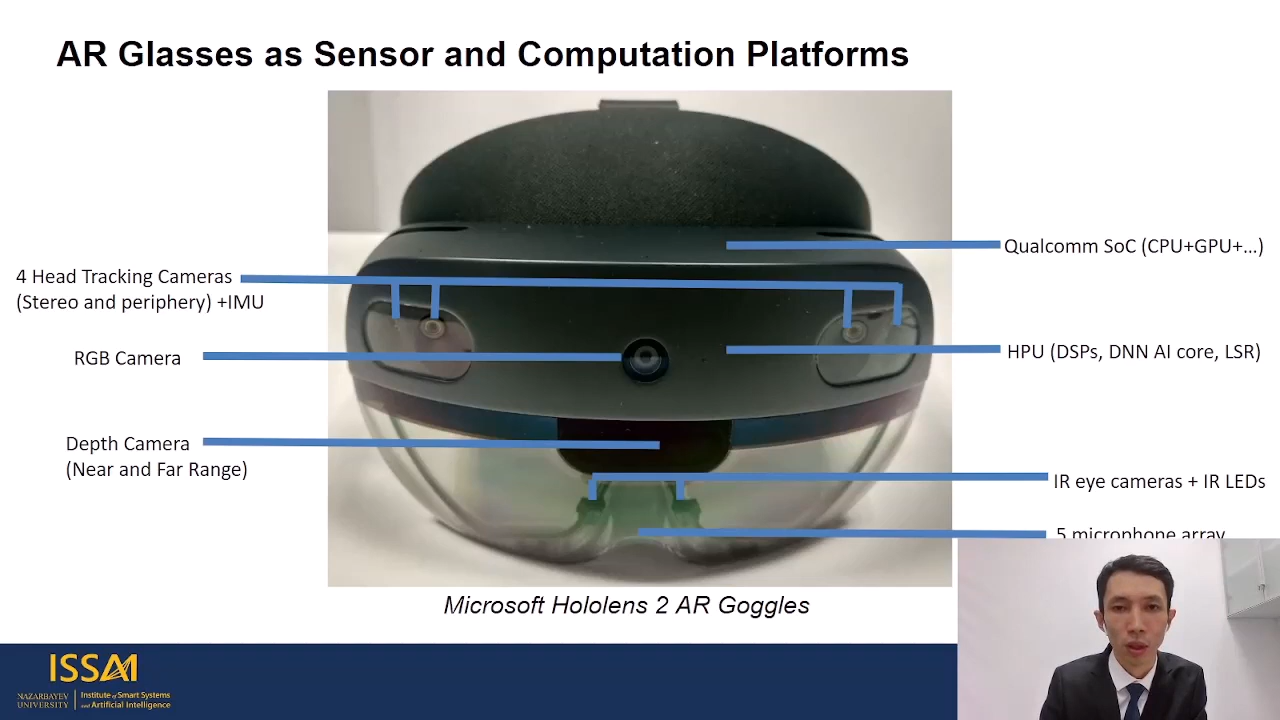 AR Glasses as Sensor and Computation Platforms
Qualcomm SoC (CPU+GPU+...)
4 Head Tracking Cameras
(Stereo and periphery) +IMU
RGB Camera
HPU (DSPs, DNN AI core, LSR)
Depth Camera
(Near and Far Range)
IR eye cameras + IR LEDs
5 microphone array
Microsoft Hololens 2 AR Goggles
ISSAI
NAZARBAYEV
UNIVERSITY
Institute of Smart Systems
and Artificial Intelligence